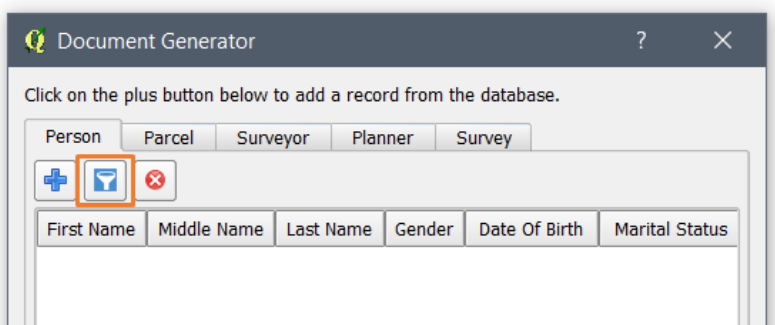 Document Generator ?
Click on the plus button below to add a record from the database.
Person Parcel Surveyor Planner Survey
First Name Middle Name Last Name Gender Date Of Birth Marital Status